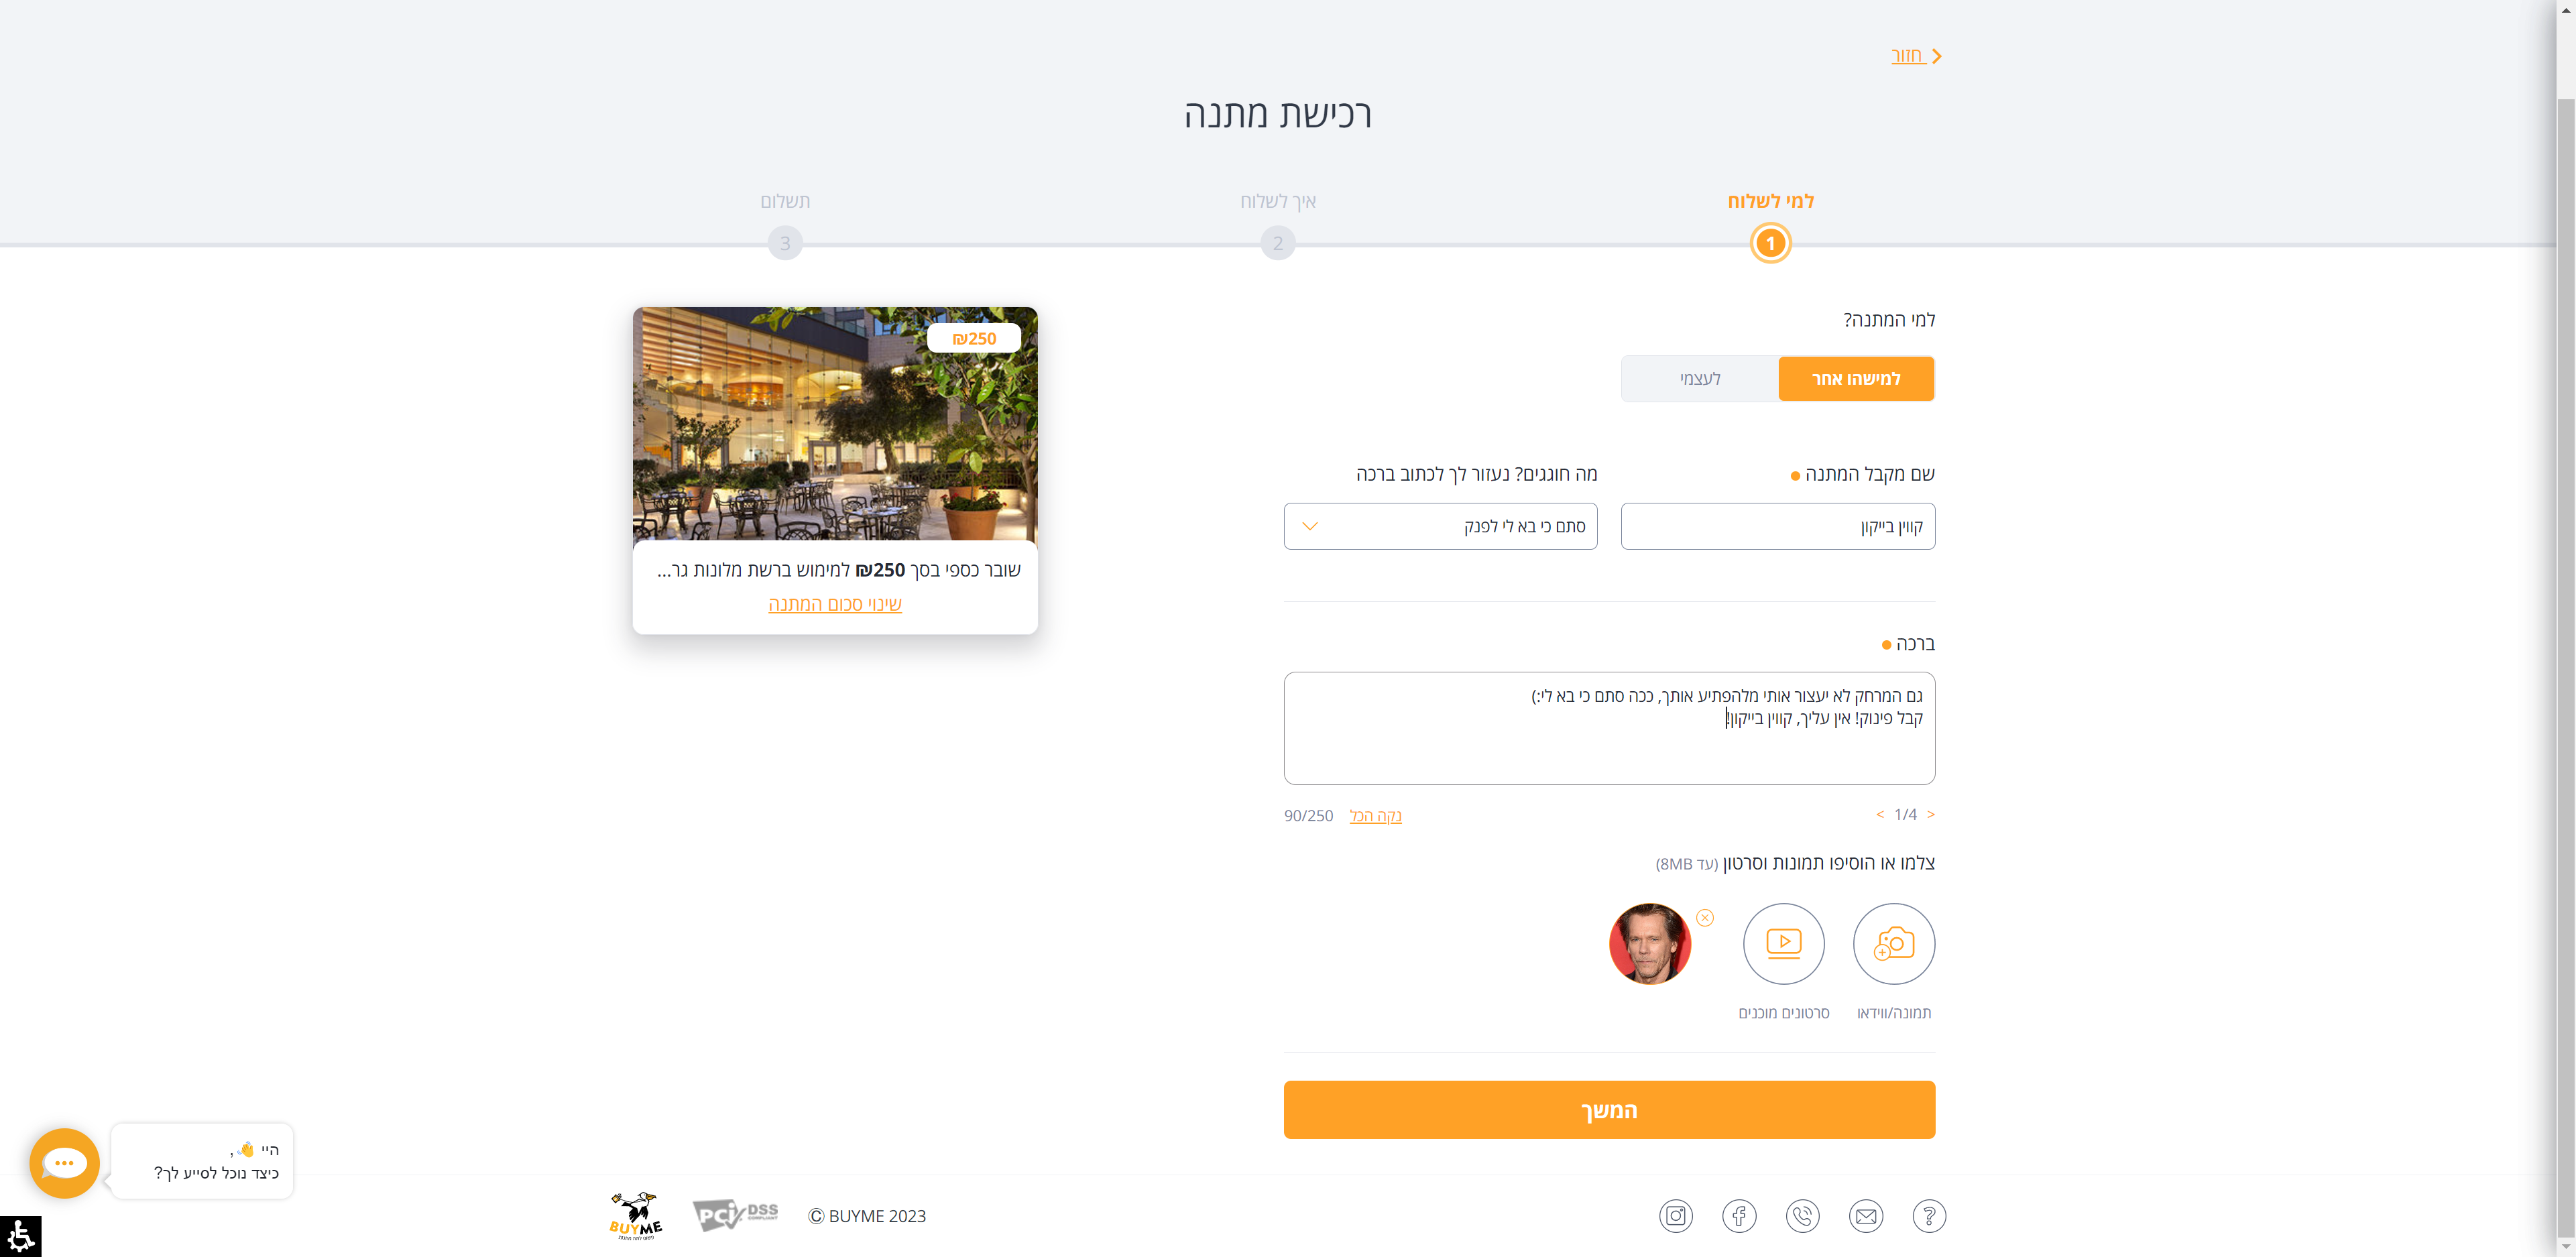 חזור
רכישת מתנה
למי לשלוח
איך לשלוח
תשלום
1
2
3
למי המתנה?
למישהו אחר
לעצמי
שם מקבל המתנה
מה חוגגים? נעזור לך לכתוב ברכה
קווין בייקון
סתם כי בא לי לפנק
ברכה
גם המרחק לא יעצור אותי מלהפתיע אותך, ככה סתם כי בא לי:)
קבל פינוק! אין עליך, קווין בייקון!
< 1/4 >
נקה הכל
90/250
צלמו או הוסיפו תמונות וסרטון (עד 8MB)
תמונה/ווידאו
סרטונים מוכנים
המשך
₪250
שובר כספי בסך ₪250 למימוש ברשת מלונות גר...
שינוי סכום המתנה
היי 👋,
כיצד נוכל לסייע לך?
© BUYME 2023
PCI DSS
COMPLIANT
BUYME